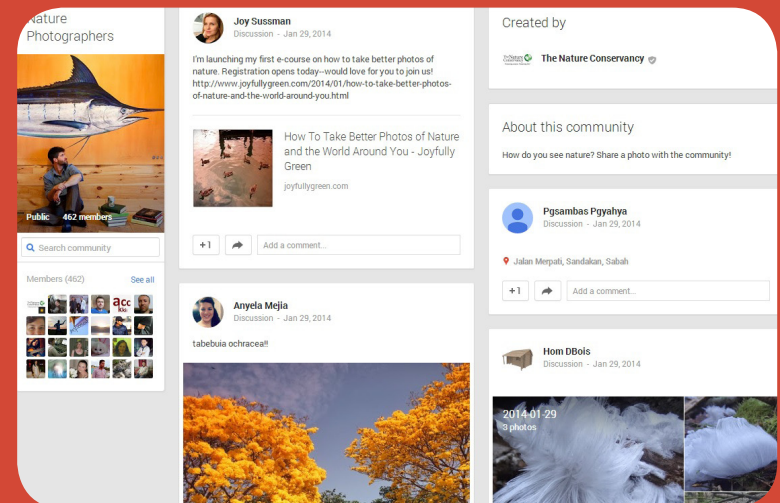 Nature
Photographers
Public 462 members
Search community
Members (462) See all
acc
Joy Sussman
Discussion - Jan 29, 2014
I'm launching my first e-course on how to take better photos of
nature. Registration opens today--would love for you to join us!
http://www.joyfullygreen.com/2014/01/how-to-take-better-photos-
of-nature-and-the-world-around-you.html
How To Take Better Photos of Nature
and the World Around You - Joyfully
Green
joyfullygreen.com
+1 Add a comment...
Anyela Mejia
Discussion - Jan 29, 2014
tabebuia ochracea!!
Created by
The Nature Conservancy
About this community
How do you see nature? Share a photo with the community!
Pgsambas Pgyahya
Discussion - Jan 29, 2014
Jalan Merpati, Sandakan, Sabah
+1 Add a comment...
Hom DBois
Discussion - Jan 29, 2014
2014-01-29
3 photos